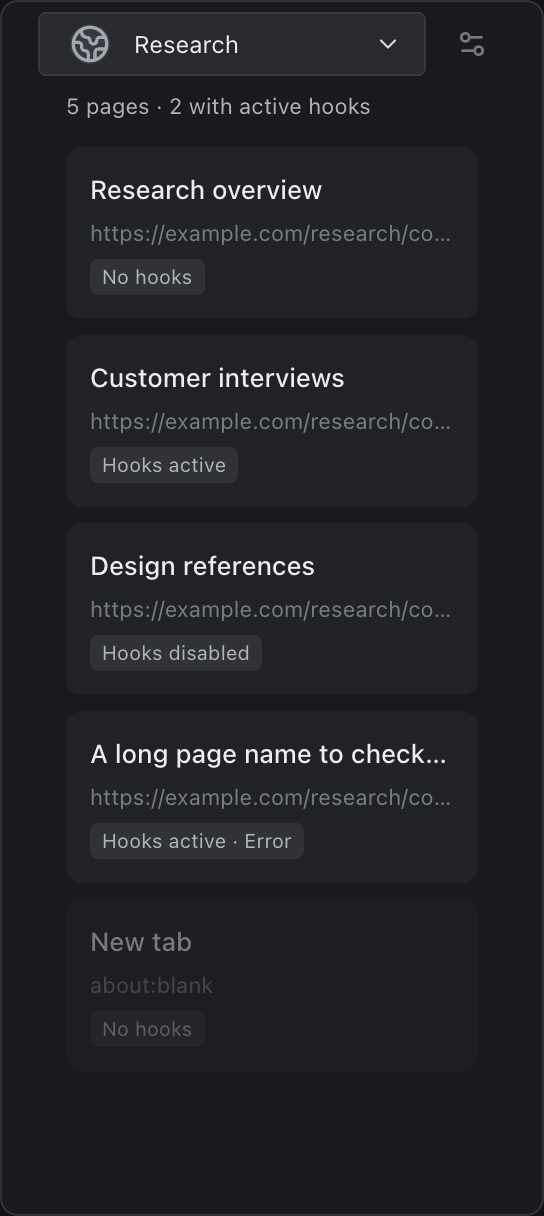 Research
5 pages · 2 with active hooks
Research overview
https://example.com/research/co...
No hooks
Customer interviews
https://example.com/research/co...
Hooks active
Design references
https://example.com/research/co...
Hooks disabled
A long page name to check...
https://example.com/research/co...
Hooks active · Error
New tab
about:blank
No hooks